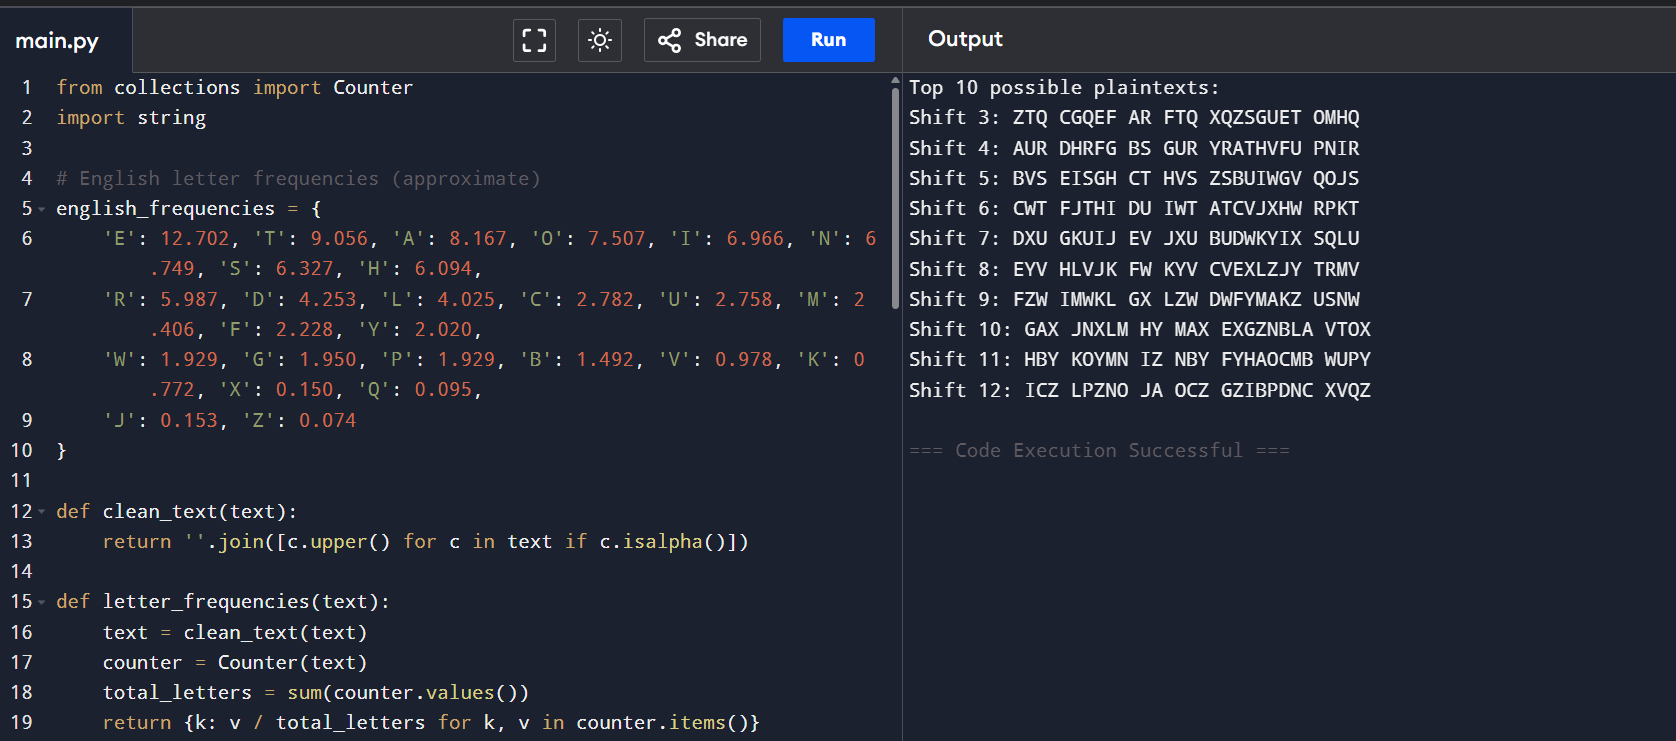 main.py
Share
Run
Output
1 from collections import Counter
2 import string
3
4 # English letter frequencies (approximate)
5 english_frequencies = {
6 'E': 12.702, 'T': 9.056, 'A': 8.167, 'O': 7.507, 'I': 6.966, 'N': 6
.749, 'S': 6.327, 'H': 6.094,
7 'R': 5.987, 'D': 4.253, 'L': 4.025, 'C': 2.782, 'U': 2.758, 'M': 2
.406, 'F': 2.228, 'Y': 2.020,
8 'W': 1.929, 'G': 1.950, 'P': 1.929, 'B': 1.492, 'V': 0.978, 'K': 0
.772, 'X': 0.150, 'Q': 0.095,
9 'J': 0.153, 'Z': 0.074
10 }
11
12 def clean_text(text):
13 return ''.join([c.upper() for c in text if c.isalpha()])
14
15 def letter_frequencies(text):
16 text = clean_text(text)
17 counter = Counter(text)
18 total_letters = sum(counter.values())
19 return {k: v / total_letters for k, v in counter.items()}
Top 10 possible plaintexts:
Shift 3: ZTQ CGQEF AR FTQ XQZSGUET OMHQ
Shift 4: AUR DHRFG BS GUR YRATHVFU PNIR
Shift 5: BVS EISGH CT HVS ZSBUIWGV QOJS
Shift 6: CWT FJTHI DU IWT ATCVJXHW RPKT
Shift 7: DXU GKUIJ EV JXU BUDWKYIX SQLU
Shift 8: EYV HLVJK FW KYV CVEXLZJY TRMV
Shift 9: FZW IMWKL GX LZW DWFYMAKZ USNW
Shift 10: GAX JNXLM HY MAX EXGZNBLA VTOX
Shift 11: HBY KOYMN IZ NBY FYHAOCMB WUPY
Shift 12: ICZ LPZNO JA OCZ GZIBPDNC XVQZ
=== Code Execution Successful ===